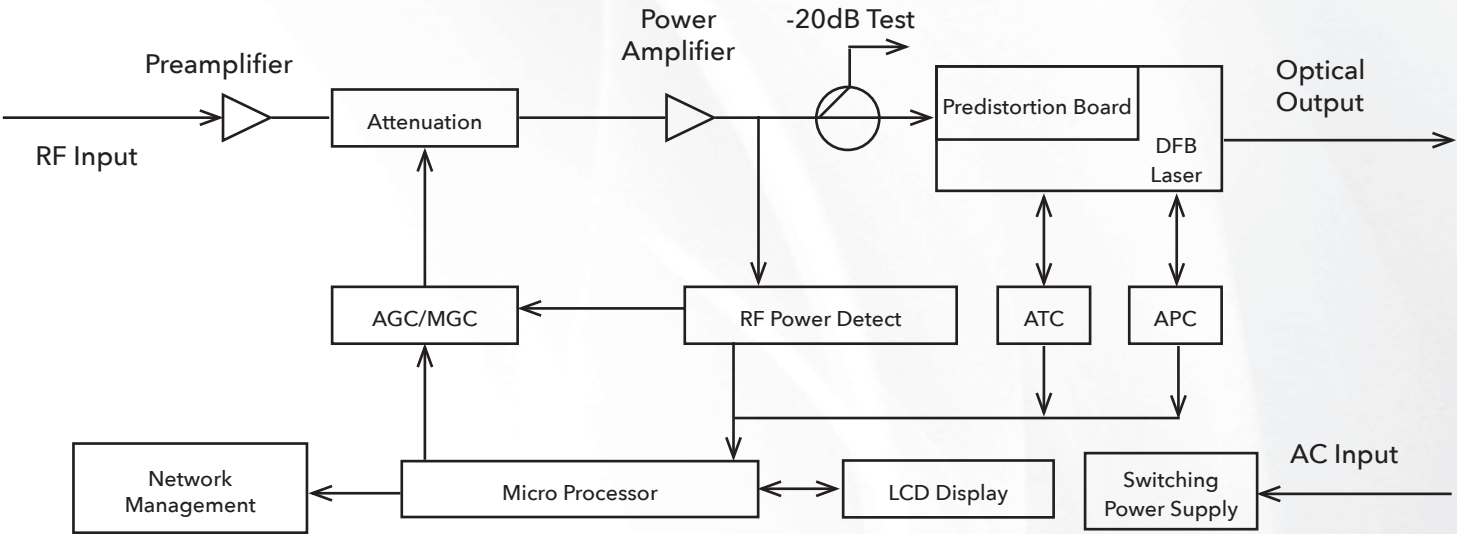 Power
Amplifier
-20dB Test
Preamplifier
Optical
Output
Attenuation
Predistortion Board
RF Input
DFB
Laser
AGC/MGC
RF Power Detect
ATC
APC
AC Input
Network
Management
Micro Processor
LCD Display
Switching
Power Supply